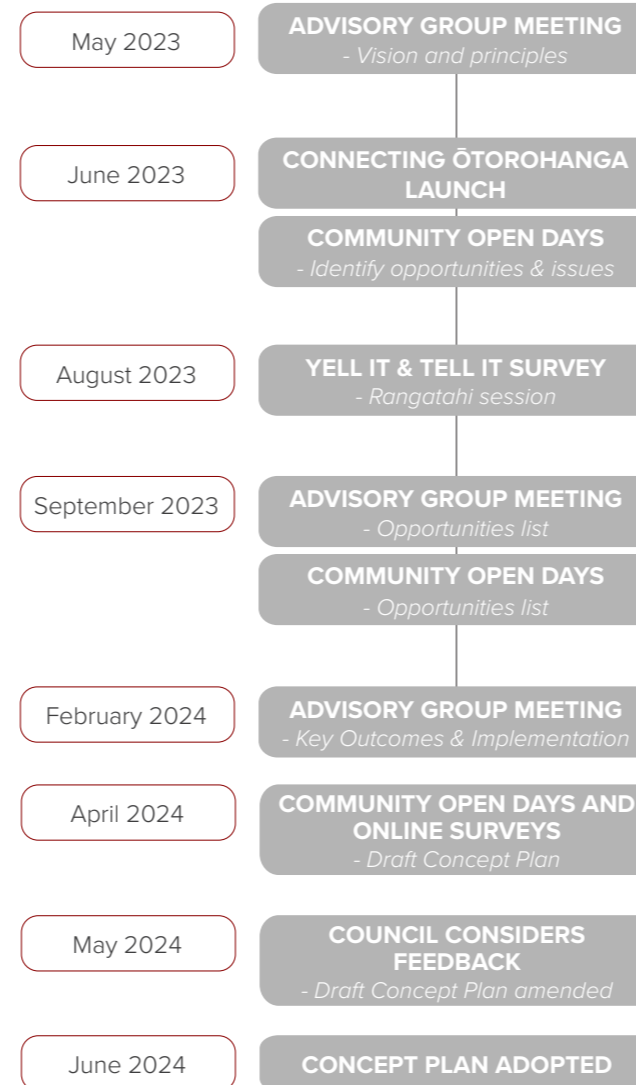 May 2023
ADVISORY GROUP MEETING
- Vision and principles
June 2023
CONNECTING ŌTOROHANGA
LAUNCH
COMMUNITY OPEN DAYS
- Identify opportunities & issues
August 2023
YELL IT & TELL IT SURVEY
- Rangatahi session
September 2023
ADVISORY GROUP MEETING
- Opportunities list
COMMUNITY OPEN DAYS
- Opportunities list
February 2024
ADVISORY GROUP MEETING
- Key Outcomes & Implementation
April 2024
COMMUNITY OPEN DAYS AND
ONLINE SURVEYS
- Draft Concept Plan
May 2024
COUNCIL CONSIDERS
FEEDBACK
- Draft Concept Plan amended
June 2024
CONCEPT PLAN ADOPTED